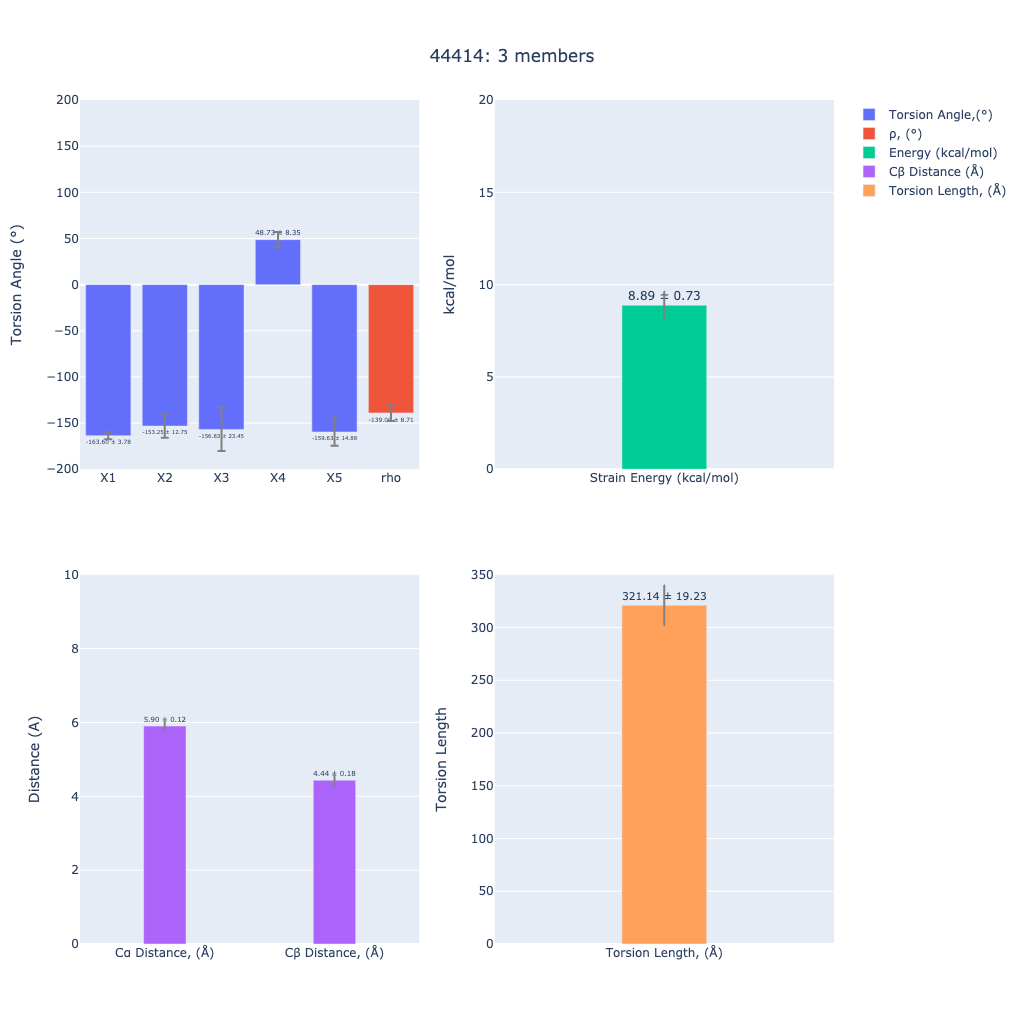 44414: 3 members
Torsion Angle (°)
200
150
100
50
0
−50
−100
−150
−200
48.73 ± 8.35
-163.60 ± 3.78
-153.25 ± 12.75
-156.83 ± 23.45
-159.63 ± 14.88
X1
X2
X3
X4
X5
rho
kcal/mol
20
15
10
5
0
8.89 ± 0.73
Strain Energy (kcal/mol)
Torsion Angle,(°)
ρ, (°)
Energy (kcal/mol)
Cβ Distance (Å)
Torsion Length, (Å)
Distance (A)
10
8
6
4
2
0
5.90 ± 0.12
4.44 ± 0.18
Cα Distance, (Å)
Cβ Distance, (Å)
Torsion Length
350
300
250
200
150
100
50
0
321.14 ± 19.23
Torsion Length, (Å)